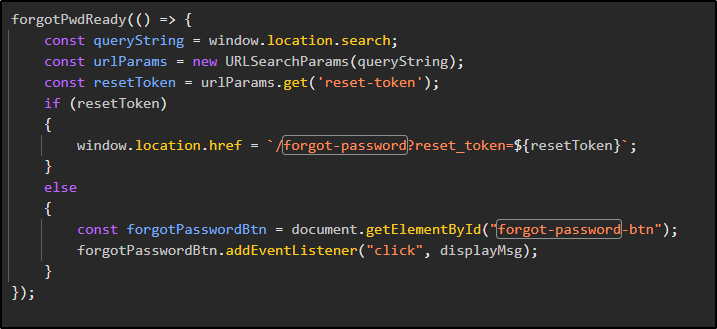 forgotPwdReady(() => {
    const queryString = window.location.search;
    const urlParams = new URLSearchParams(queryString);
    const resetToken = urlParams.get('reset-token');
    if (resetToken)
    {
        window.location.href = `/forgot-password?reset_token=${resetToken}`;
    }
    else
    {
        const forgotPasswordBtn = document.getElementById("forgot-password-btn");
        forgotPasswordBtn.addEventListener("click", displayMsg);
    }
});